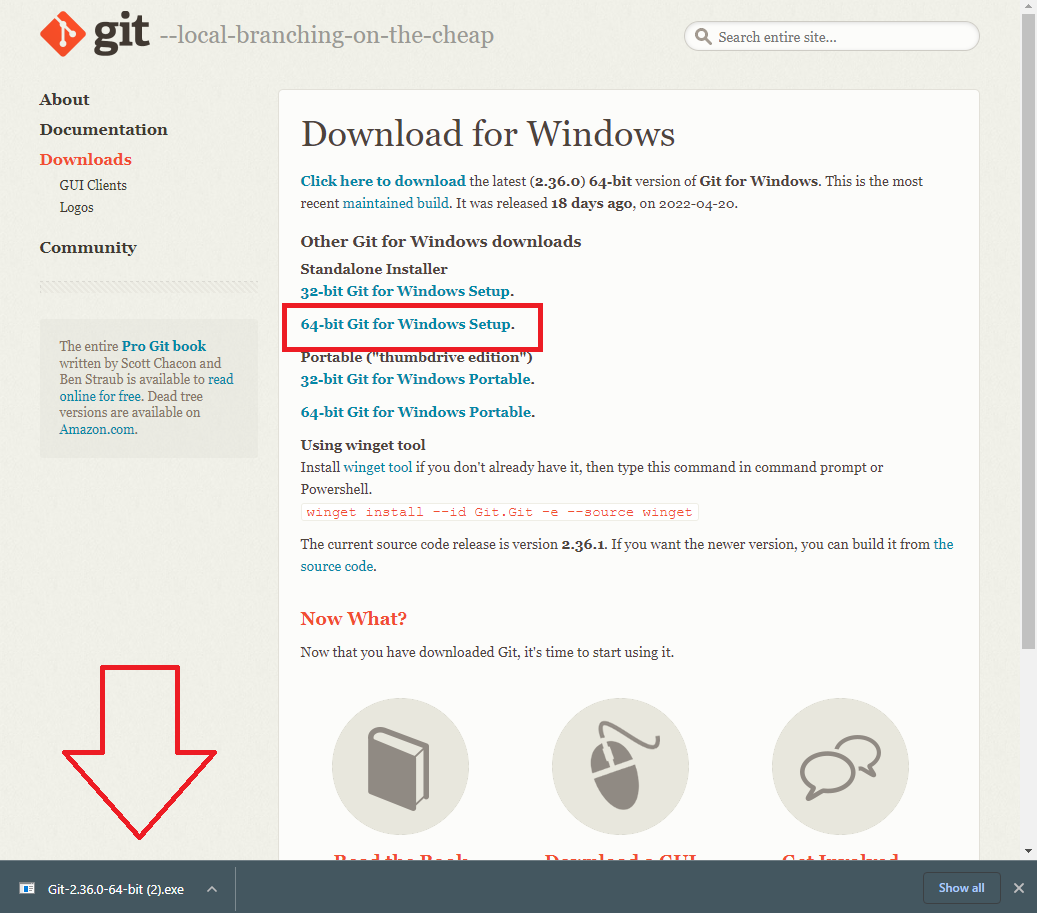 git --local-branching-on-the-cheap
Search entire site...
About
Documentation
Downloads
GUI Clients
Logos
Community
The entire Pro Git book
written by Scott Chacon and
Ben Straub is available to read
online for free. Dead tree
versions are available on
Amazon.com.
Download for Windows
Click here to download the latest (2.36.0) 64-bit version of Git for Windows. This is the most
recent maintained build. It was released 18 days ago, on 2022-04-20.
Other Git for Windows downloads
Standalone Installer
32-bit Git for Windows Setup.
64-bit Git for Windows Setup.
Portable ("thumbdrive edition")
32-bit Git for Windows Portable.
64-bit Git for Windows Portable.
Using winget tool
Install winget tool if you don't already have it, then type this command in command prompt or
Powershell.
winget install --id Git.Git -e --source winget
The current source code release is version 2.36.1. If you want the newer version, you can build it from the
source code.
Now What?
Now that you have downloaded Git, it's time to start using it.
Read the Book
Download a GUI
Get Involved
Git-2.36.0-64-bit (2).exe
Show all